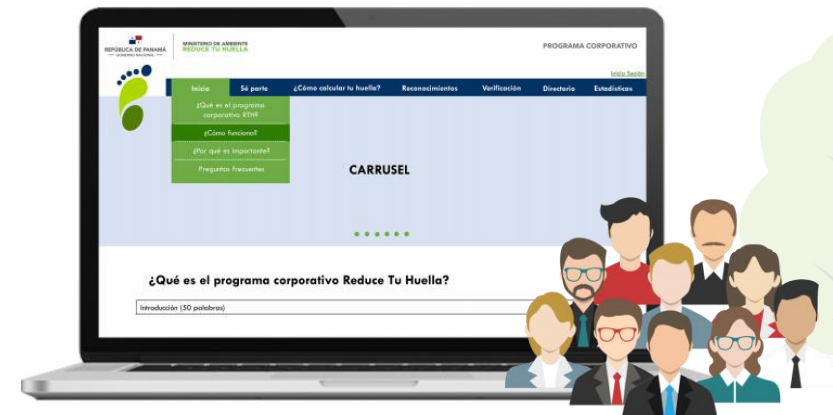 REPÚBLICA DE PANAMÁ
— GOBIERNO NACIONAL —
MINISTERIO DE AMBIENTE
REDUCE TU HUELLA
PROGRAMA CORPORATIVO
Inicio Sesión
Inicio Sé parte ¿Cómo calcular tu huella? Reconocimientos Verificación Directorio Estadísticas
¿Qué es el programa
corporativo RTH?
¿Cómo funciona?
¿Por qué es importante?
Preguntas frecuentes
CARRUSEL
¿Qué es el programa corporativo Reduce Tu Huella?
Introducción (50 palabras)